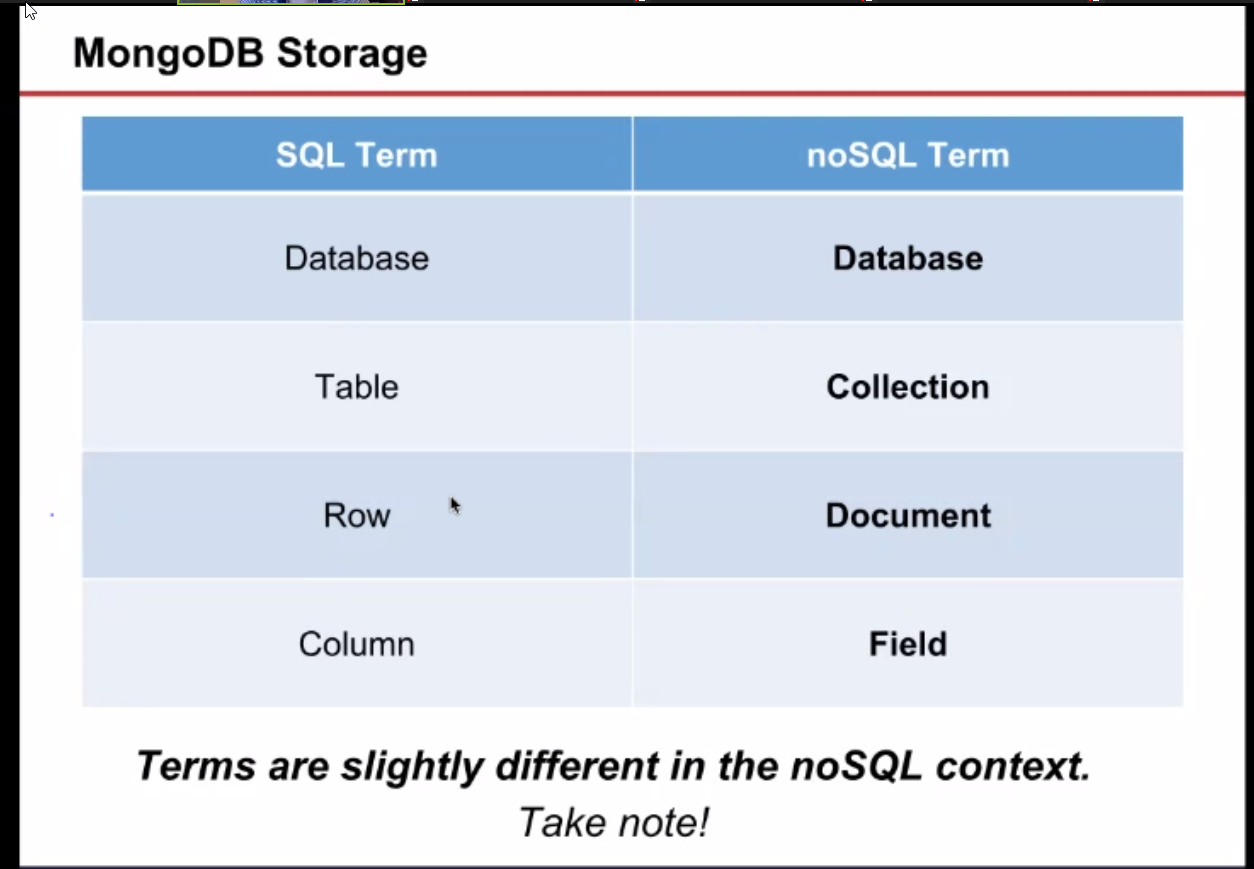 MongoDB Storage
SQL Term noSQL Term
Database Database
Table Collection
Row Document
Column Field
Terms are slightly different in the noSQL context.
Take note!